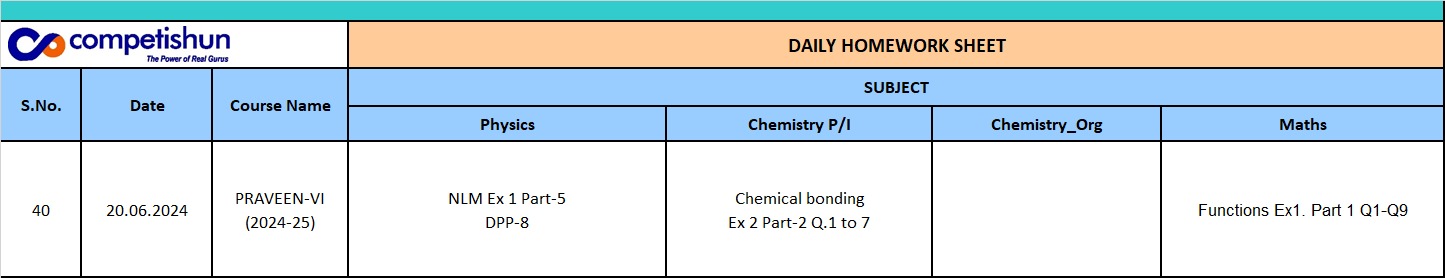 competishun
The Power of Real Gurus
DAILY HOMEWORK SHEET
S.No.
Date
Course Name
SUBJECT
Physics
Chemistry P/I
Chemistry_Org
Maths
40
20.06.2024
PRAVEEN-VI
(2024-25)
NLM Ex 1 Part-5
DPP-8
Chemical bonding
Ex 2 Part-2 Q.1 to 7
Functions Ex1. Part 1 Q1-Q9